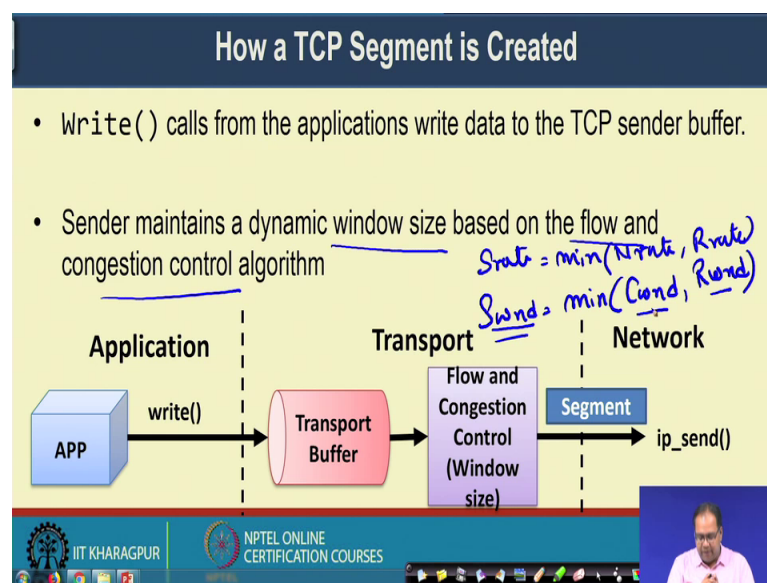 How a TCP Segment is Created
• Write() calls from the applications write data to the TCP sender buffer.
• Sender maintains a dynamic window size based on the flow and
congestion control algorithm
Srate = min(Nrate, Rrate)
Swnd = min(Cwnd, Rwnd)
Application
Transport
Network
APP
write()
Transport
Buffer
Flow and
Congestion
Control
(Window
size)
Segment
ip_send()
IIT KHARAGPUR
NPTEL ONLINE
CERTIFICATION COURSES